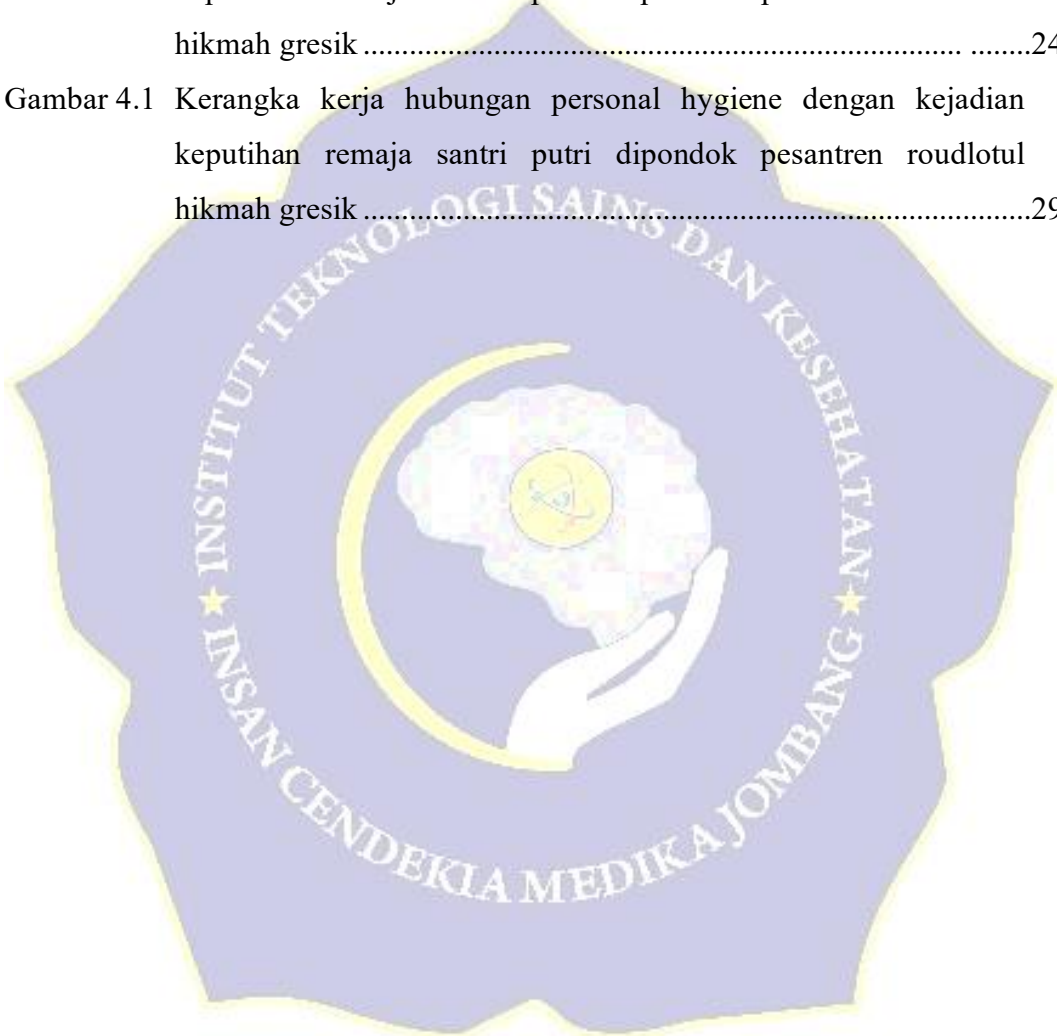 hikmah gresik ........................................................................ ........24
Gambar 4.1 Kerangka kerja hubungan personal hygiene dengan kejadian
keputihan remaja santri putri dipondok pesantren roudlotul
hikmah gresik ................................................................................29
INSTITUT TEKNOLOGI SAINS DAN KESEHATAN
★ INSAN CENDEKIA MEDIKA JOMBANG ★